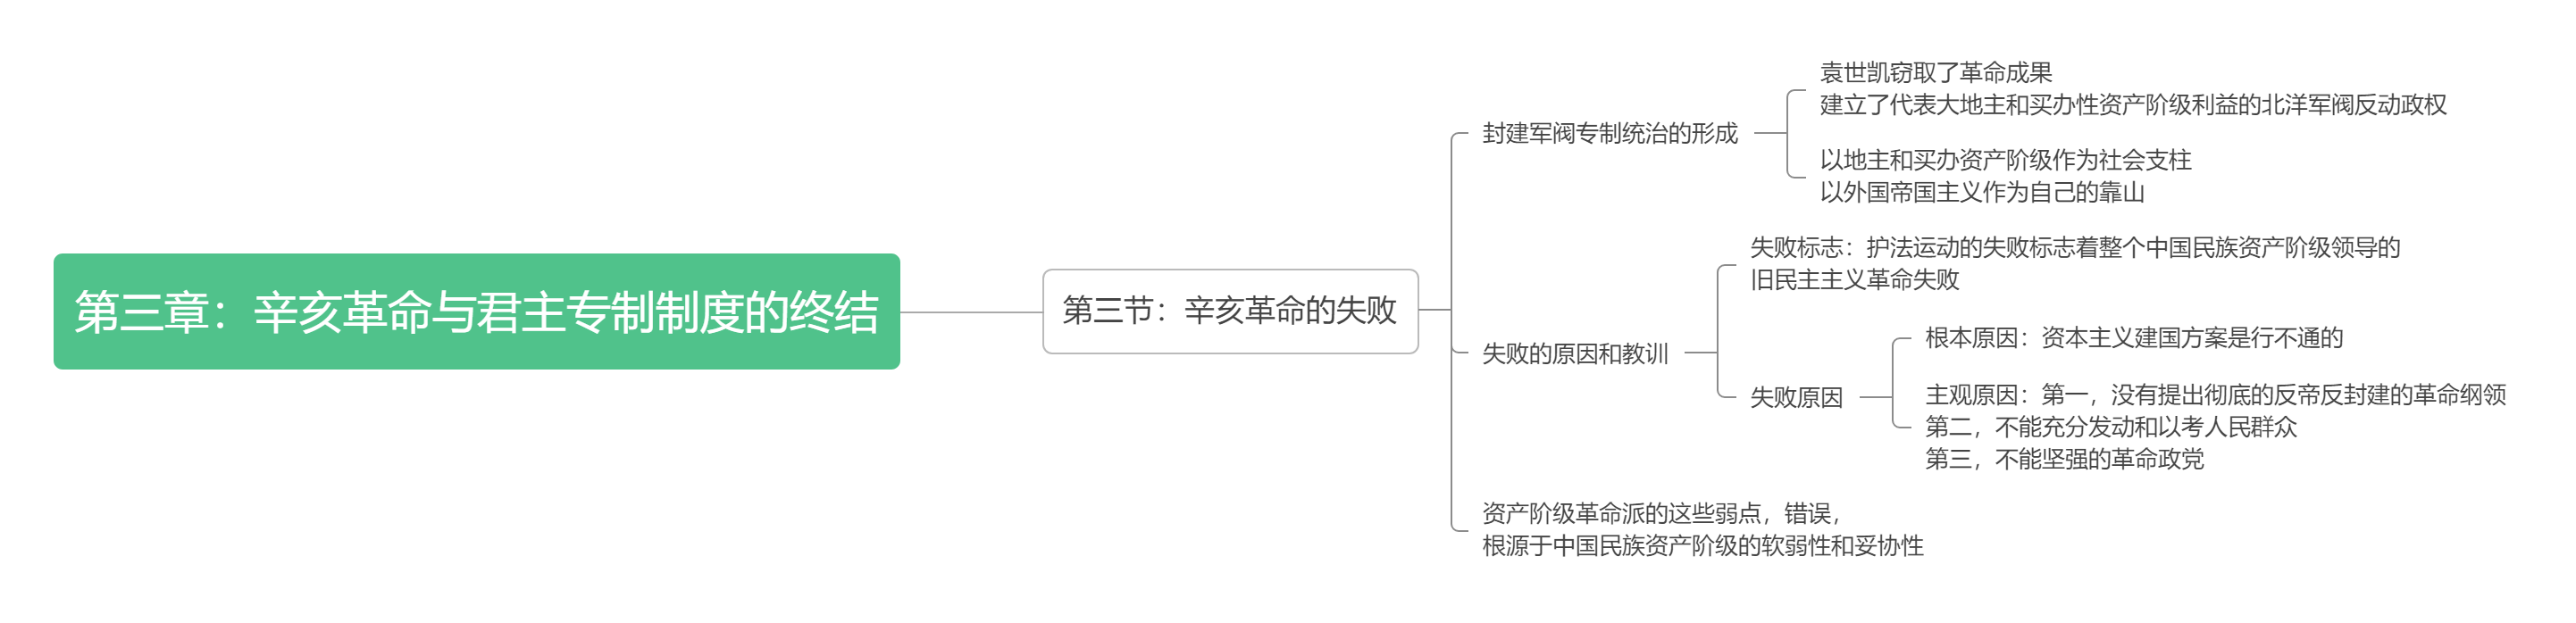 第三章：辛亥革命与君主专制制度的终结
第三节：辛亥革命的失败
封建军阀专制统治的形成
袁世凯窃取了革命成果
建立了代表大地主和买办性资产阶级利益的北洋军阀反动政权
以地主和买办资产阶级作为社会支柱
以外国帝国主义作为自己的靠山
失败的原因和教训
失败标志：护法运动的失败标志着整个中国民族资产阶级领导的
旧民主主义革命失败
失败原因
根本原因：资本主义建国方案是行不通的
主观原因：第一，没有提出彻底的反帝反封建的革命纲领
第二，不能充分发动和以考人民群众
第三，不能坚强的革命政党
资产阶级革命派的这些弱点，错误，
根源于中国民族资产阶级的软弱性和妥协性